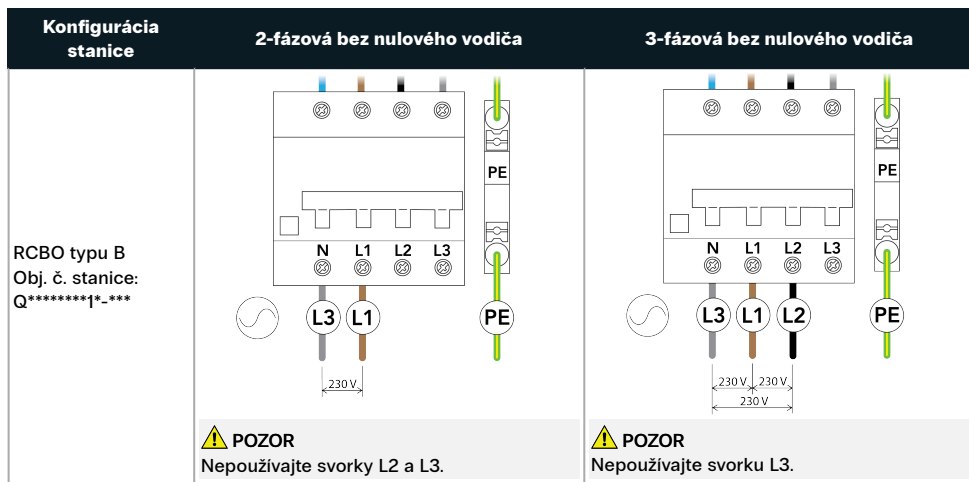 Konfigurácia
stanice
2-fázová bez nulového vodiča
3-fázová bez nulového vodiča
RCBO typu B
Obj. č. stanice:
Q********1*-***
PE
N L1 L2 L3
L3 L1 PE
230 V
POZOR
Nepoužívajte svorky L2 a L3.
PE
N L1 L2 L3
L3 L1 L2 PE
230 V 230 V
230 V
POZOR
Nepoužívajte svorku L3.